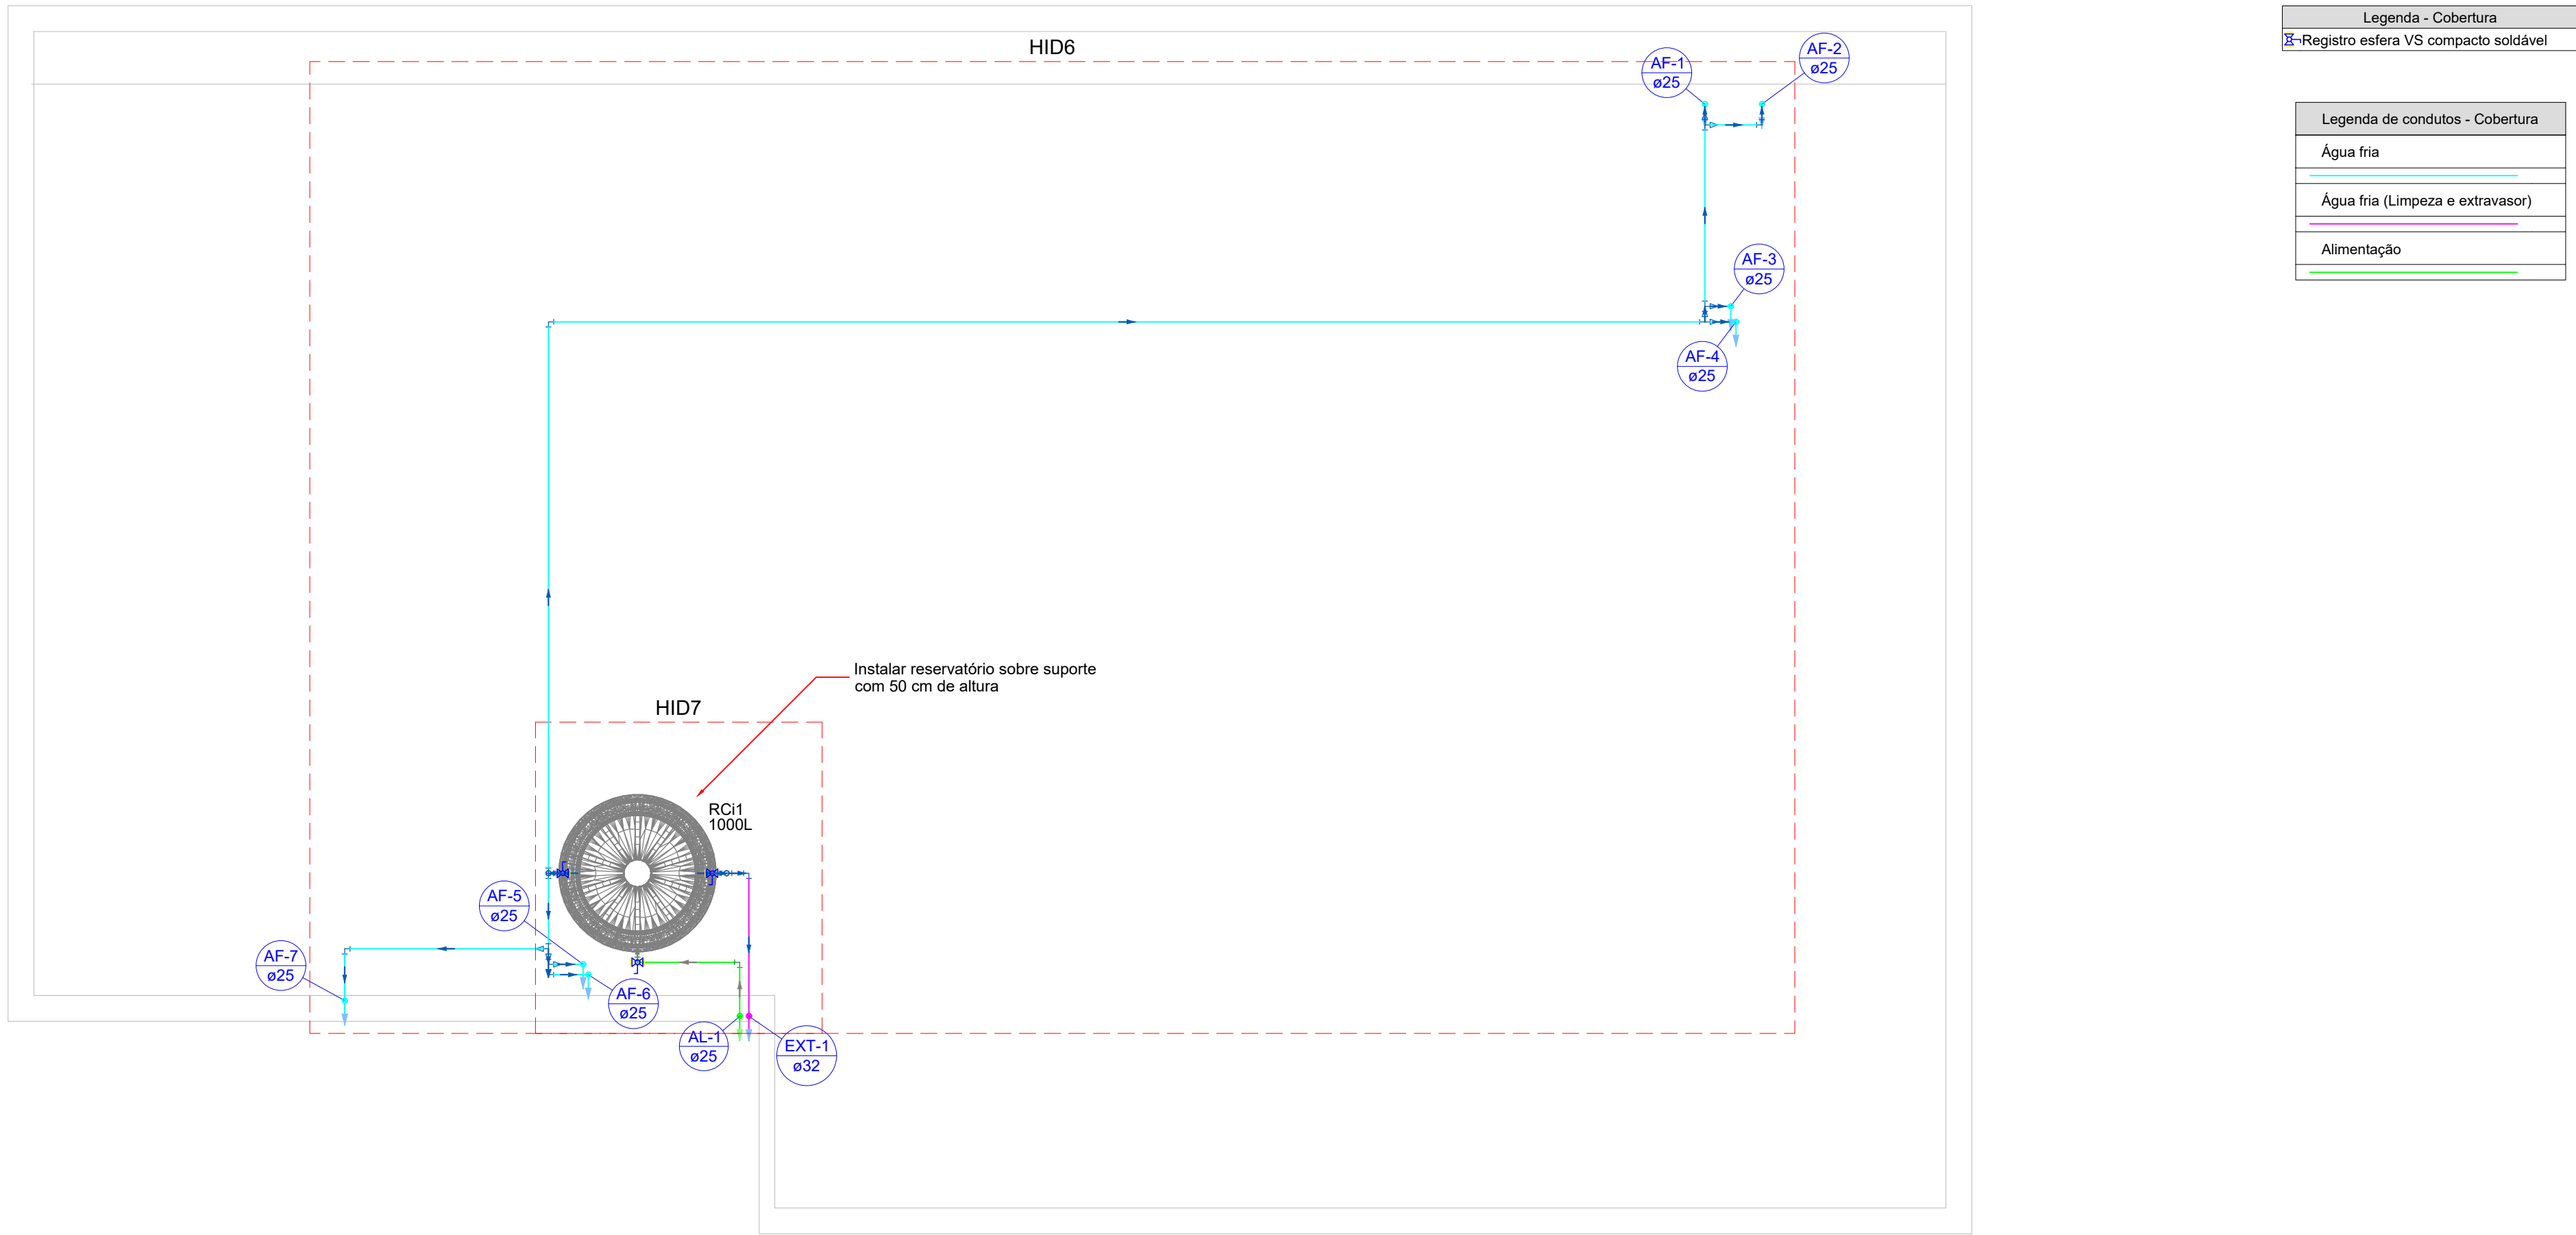 HID6
AF-1
ø25
AF-2
ø25
Legenda - Cobertura
Registro esfera VS compacto soldável
Legenda de condutos - Cobertura
Água fria
Água fria (Limpeza e extravasor)
Alimentação
AF-3
ø25
AF-4
ø25
Instalar reservatório sobre suporte
com 50 cm de altura
HID7
RCi1
1000L
AF-5
ø25
AF-7
ø25
AF-6
ø25
AL-1
ø25
EXT-1
ø32